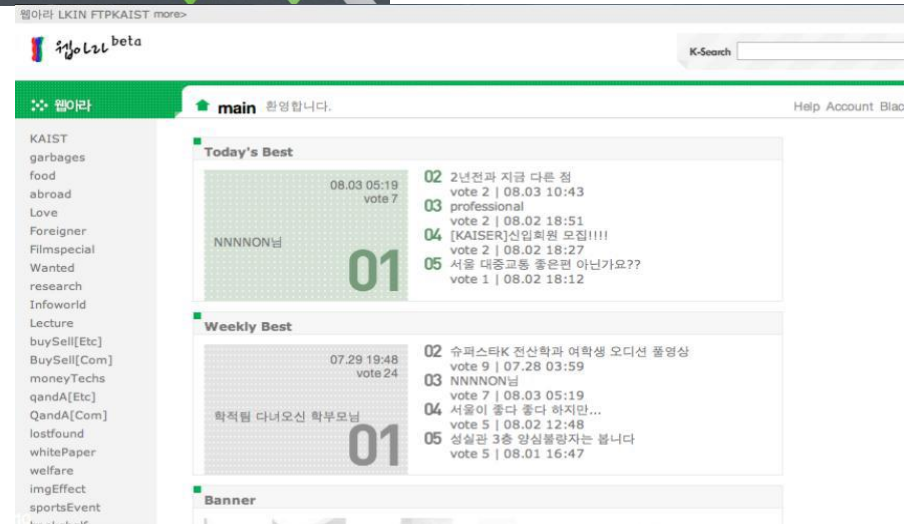 웹아라 LKIN FTPKAIST more>
웹아라 beta
K-Search
웹아라
main 환영합니다.
Help Account Blac
KAIST
garbages
food
abroad
Love
Foreigner
Filmspecial
Wanted
research
Infoworld
Lecture
buySell[Etc]
BuySell[Com]
moneyTechs
qandA[Etc]
QandA[Com]
lostfound
whitePaper
welfare
imgEffect
sportsEvent
Today's Best
08.03 05:19
vote 7
NNNNON님
01
02 2년전과 지금 다른 점
vote 2 | 08.03 10:43
03 professional
vote 2 | 08.02 18:51
04 [KAISER]신입회원 모집!!!!
vote 2 | 08.02 18:27
05 서울 대중교통 좋은편 아닌가요??
vote 1 | 08.02 18:12
Weekly Best
07.29 19:48
vote 24
학적팀 다녀오신 학부모님
01
02 슈퍼스타K 전산학과 여학생 오디션 풀영상
vote 9 | 07.28 03:59
03 NNNNON님
vote 7 | 08.03 05:19
04 서울이 좋다 좋다 하지만...
vote 5 | 08.02 12:48
05 성실관 3층 양심불량자는 봅니다
vote 5 | 08.01 16:47
Banner